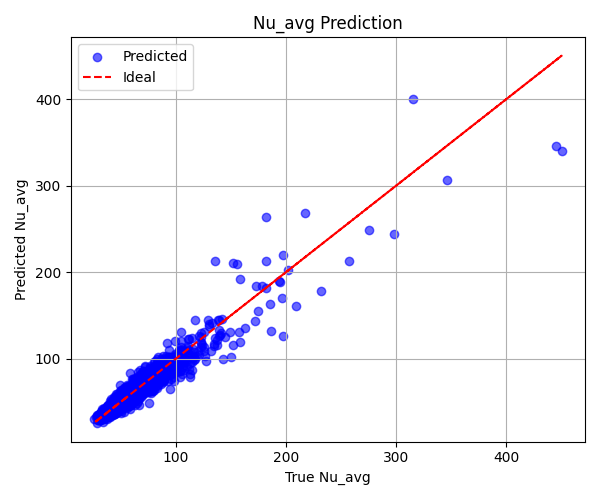 Nu_avg Prediction
Predicted
Ideal
Predicted Nu_avg
400
300
200
100
100 200 300 400
True Nu_avg